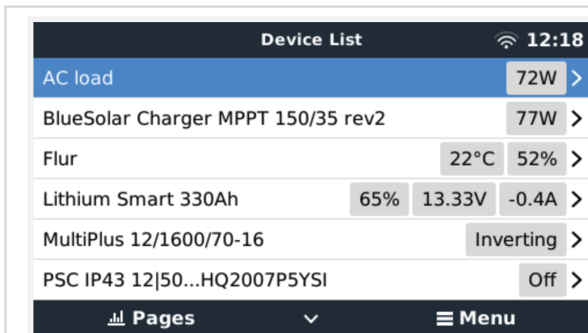 Device List 12:18
AC load 72W
BlueSolar Charger MPPT 150/35 rev2 77W
Flur 22°C 52%
Lithium Smart 330Ah 65% 13.33V -0.4A
MultiPlus 12/1600/70-16 Inverting
PSC IP43 12|50...HQ2007P5YSI Off
Pages Menu